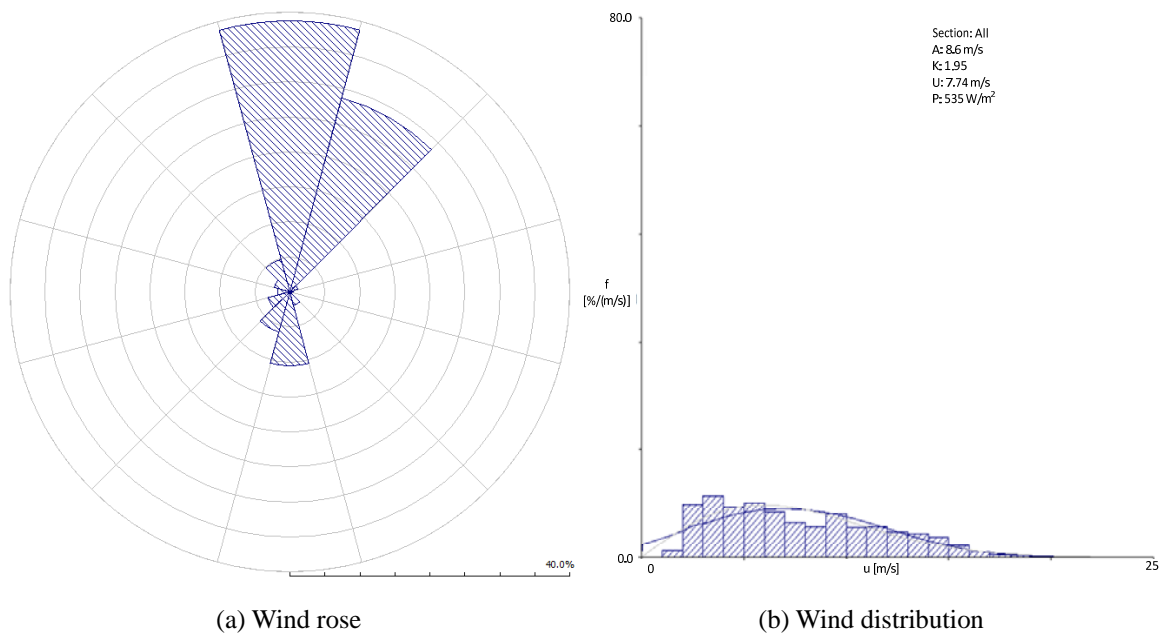 40.0%
(a) Wind rose
80.0
Section: All
A: 8.6 m/s
K: 1.95
U: 7.74 m/s
P: 535 W/m²
f
[%/(m/s)]
0.0
0
u [m/s]
25
(b) Wind distribution